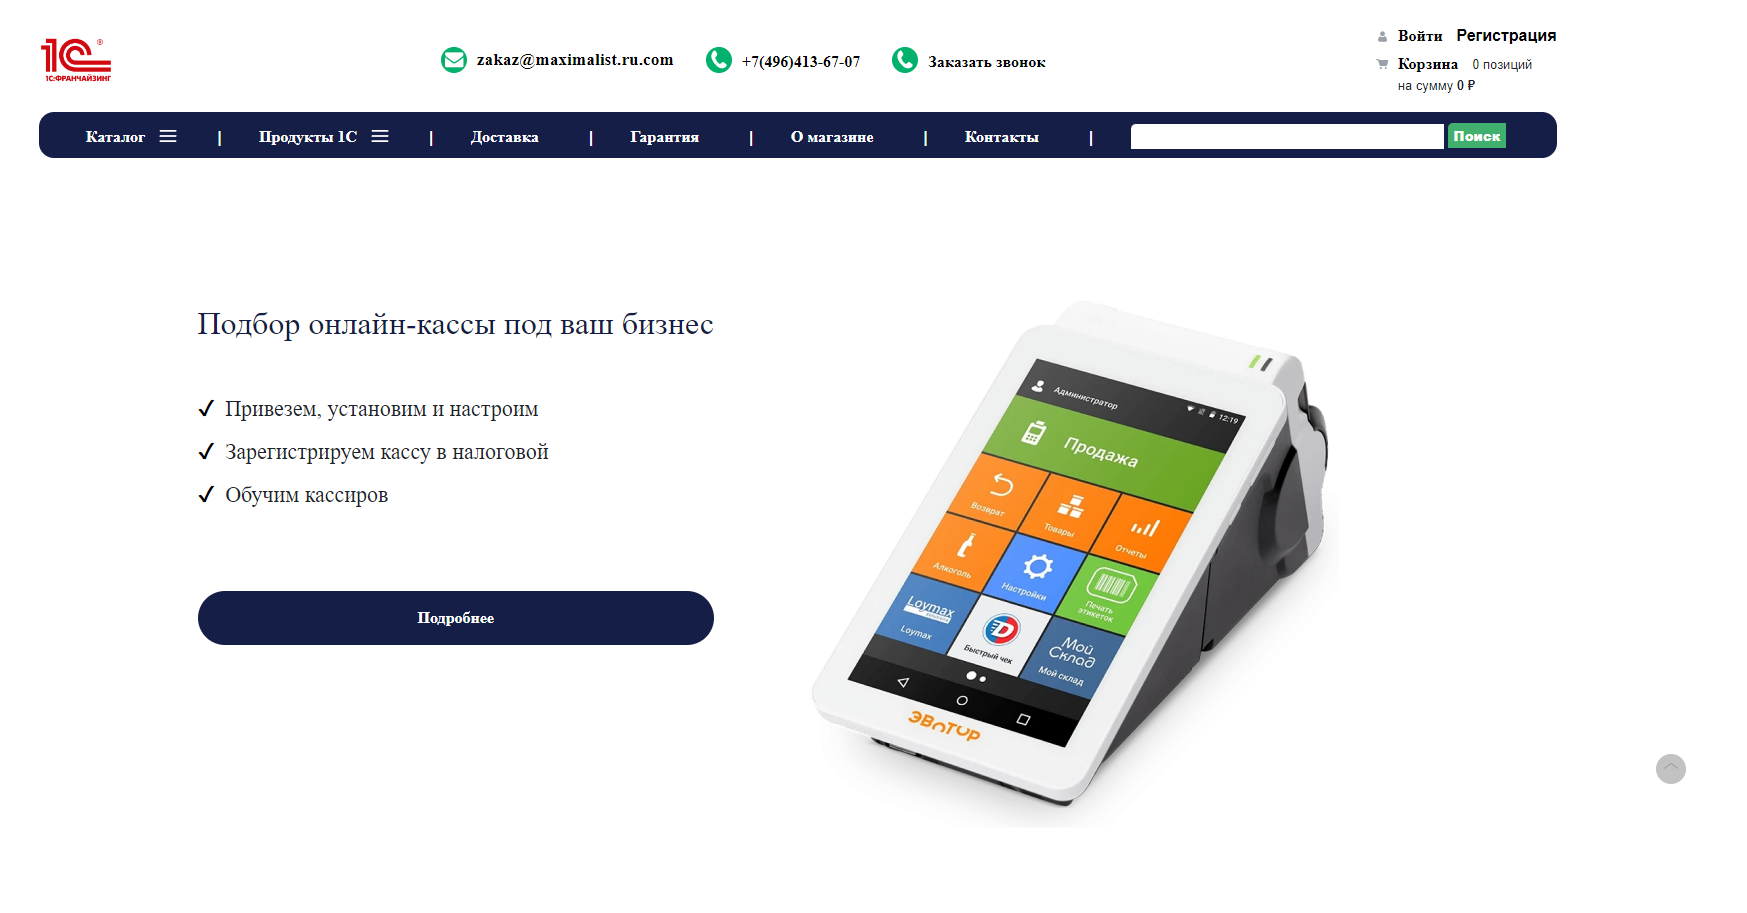 1С:ФРАНЧАЙЗИНГ
zakaz@maximalist.ru.com
+7(496)413-67-07
Заказать звонок
Войти Регистрация
Корзина 0 позиций
на сумму 0 ₽
Каталог | Продукты 1С | Доставка | Гарантия | О магазине | Контакты | Поиск
Подбор онлайн-кассы под ваш бизнес
✓ Привезем, установим и настроим
✓ Зарегистрируем кассу в налоговой
✓ Обучим кассиров
Подробнее
Администратор 12:19
Продажа
Возврат Товары Отчеты
Алкоголь Настройки Печать
этикеток
Loymax
Loymax
Быстрый чек
Мой
Склад
Мой склад
ЭВОТОР